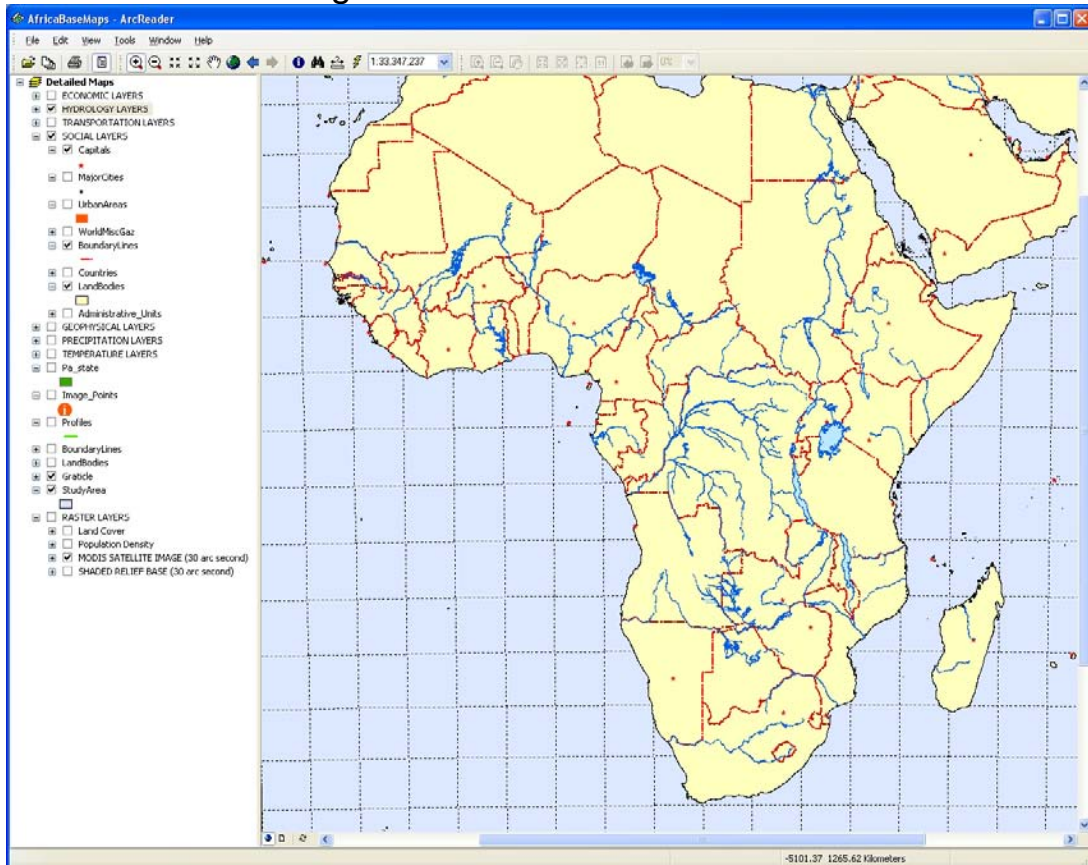 AfricaBaseMaps - ArcReader
File Edit View Tools Window Help
1:33,347,237 0%
Detailed Maps
ECONOMIC LAYERS
HYDROLOGY LAYERS
TRANSPORTATION LAYERS
SOCIAL LAYERS
Capitals
MajorCities
UrbanAreas
WorldMiscGaz
BoundaryLines
Countries
LandBodies
Administrative_Units
GEOPHYSICAL LAYERS
PRECIPITATION LAYERS
TEMPERATURE LAYERS
Pa_state
Image_Points
Profiles
BoundaryLines
LandBodies
Graticle
StudyArea
RASTER LAYERS
Land Cover
Population Density
MODIS SATELLITE IMAGE (30 arc second)
SHADED RELIEF BASE (30 arc second)
-5101.37 1265.62 Kilometers